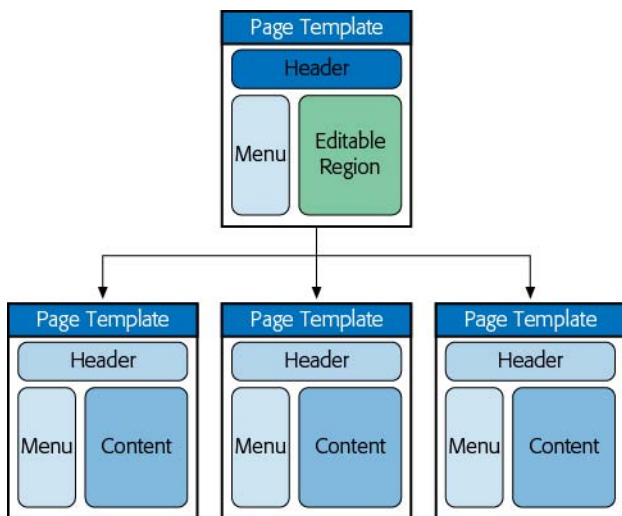 Page Template
Header
Menu
Editable
Region
Page Template
Header
Menu
Content
Page Template
Header
Menu
Content
Page Template
Header
Menu
Content